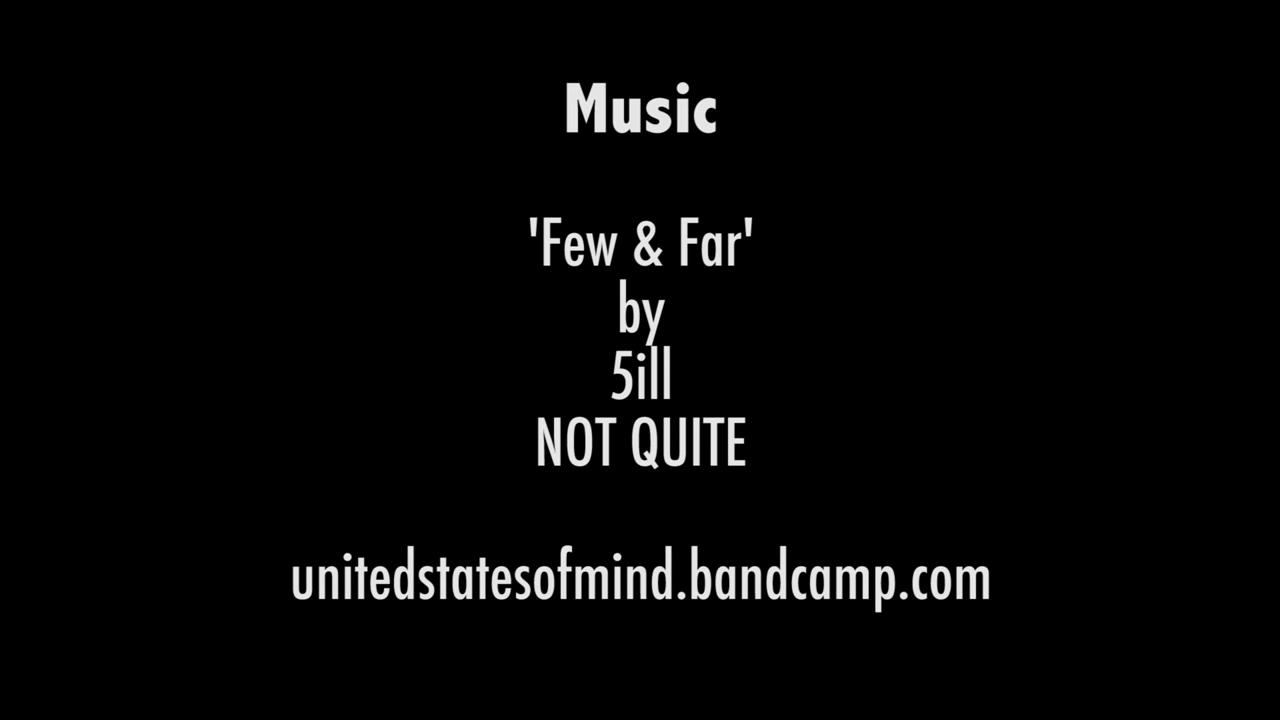 Music
'Few & Far'
by
5ill
NOT QUITE
unitedstatesofmind.bandcamp.com